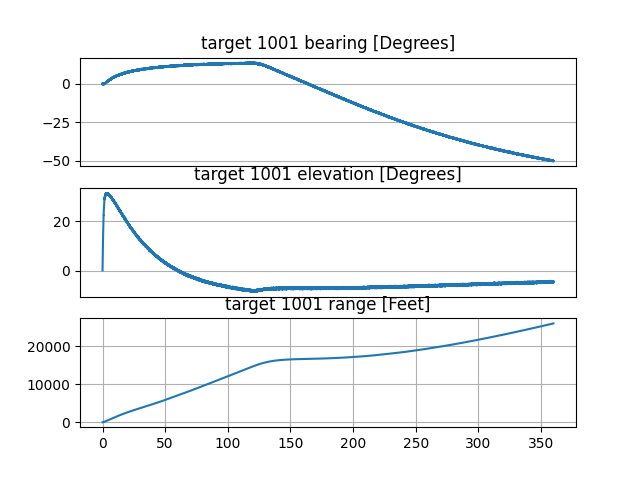 target 1001 bearing [Degrees]
0
−25
−50
target 1001 elevation [Degrees]
20
0
target 1001 range [Feet]
20000
10000
0
0 50 100 150 200 250 300 350